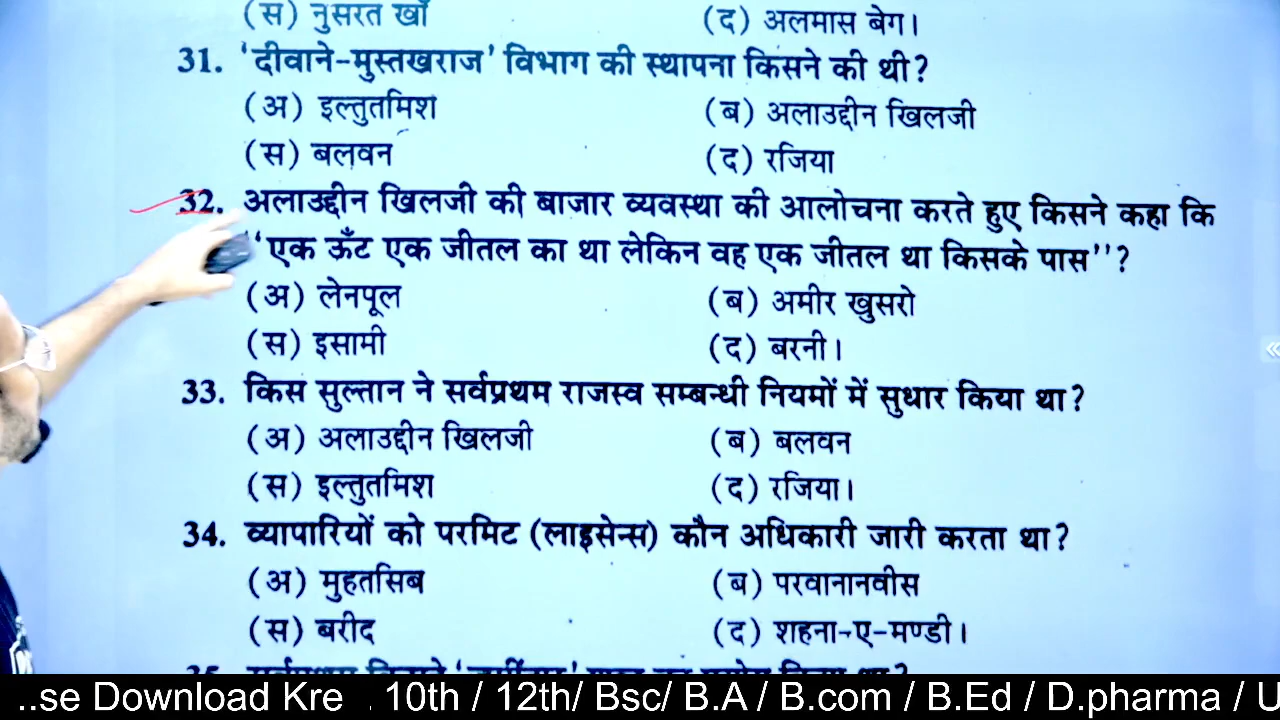 (स) नुसरत खाँ (द) अलमास बेग।
31. ‘दीवाने-मुस्तखराज’ विभाग की स्थापना किसने की थी?
(अ) इल्तुतमिश (ब) अलाउद्दीन खिलजी
(स) बलवन (द) रजिया
32. अलाउद्दीन खिलजी की बाजार व्यवस्था की आलोचना करते हुए किसने कहा कि
“एक ऊँट एक जीतल का था लेकिन वह एक जीतल था किसके पास”?
(अ) लेनपूल (ब) अमीर खुसरो
(स) इसामी (द) बरनी।
33. किस सुल्तान ने सर्वप्रथम राजस्व सम्बन्धी नियमों में सुधार किया था?
(अ) अलाउद्दीन खिलजी (ब) बलवन
(स) इल्तुतमिश (द) रजिया।
34. व्यापारियों को परमिट (लाइसेन्स) कौन अधिकारी जारी करता था?
(अ) मुहतसिब (ब) परवानानवीस
(स) बरीद (द) शहना-ए-मण्डी।
..se Download Kre . 10th / 12th/ Bsc/ B.A / B.com / B.Ed / D.pharma / U